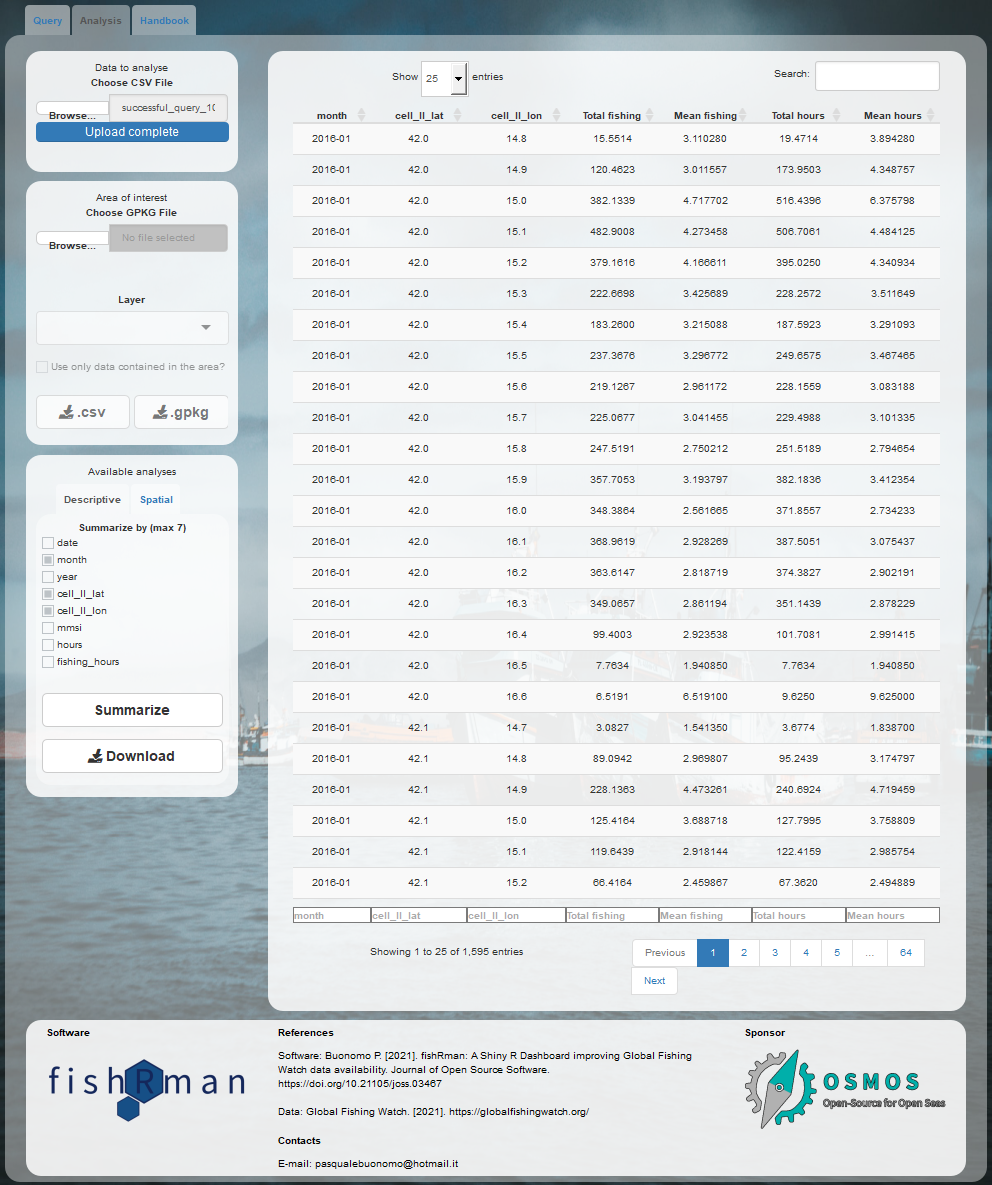 Query Analysis Handbook
Data to analyse
Choose CSV File
Browse... successful_query_10
Upload complete
Area of interest
Choose GPKG File
Browse... No file selected
Layer
Use only data contained in the area?
.csv .gpkg
Available analyses
Descriptive Spatial
Summarize by (max 7)
date
month
year
cell_ll_lat
cell_ll_lon
mmsi
hours
fishing_hours
Summarize
Download
Show 25 entries Search:
month cell_ll_lat cell_ll_lon Total fishing Mean fishing Total hours Mean hours
2016-01 42.0 14.8 15.5514 3.110280 19.4714 3.894280
2016-01 42.0 14.9 120.4623 3.011557 173.9503 4.348757
2016-01 42.0 15.0 382.1339 4.717702 516.4396 6.375798
2016-01 42.0 15.1 482.9008 4.273458 506.7061 4.484125
2016-01 42.0 15.2 379.1616 4.166611 395.0250 4.340934
2016-01 42.0 15.3 222.6698 3.425689 228.2572 3.511649
2016-01 42.0 15.4 183.2600 3.215088 187.5923 3.291093
2016-01 42.0 15.5 237.3676 3.296772 249.6575 3.467465
2016-01 42.0 15.6 219.1267 2.961172 228.1559 3.083188
2016-01 42.0 15.7 225.0677 3.041455 229.4988 3.101335
2016-01 42.0 15.8 247.5191 2.750212 251.5189 2.794654
2016-01 42.0 15.9 357.7053 3.193797 382.1836 3.412354
2016-01 42.0 16.0 348.3864 2.561665 371.8557 2.734233
2016-01 42.0 16.1 368.9619 2.928269 387.5051 3.075437
2016-01 42.0 16.2 363.6147 2.818719 374.3827 2.902191
2016-01 42.0 16.3 349.0657 2.861194 351.1439 2.878229
2016-01 42.0 16.4 99.4003 2.923538 101.7081 2.991415
2016-01 42.0 16.5 7.7634 1.940850 7.7634 1.940850
2016-01 42.0 16.6 6.5191 6.519100 9.6250 9.625000
2016-01 42.1 14.7 3.0827 1.541350 3.6774 1.838700
2016-01 42.1 14.8 89.0942 2.969807 95.2439 3.174797
2016-01 42.1 14.9 228.1363 4.473261 240.6924 4.719459
2016-01 42.1 15.0 125.4164 3.688718 127.7995 3.758809
2016-01 42.1 15.1 119.6439 2.918144 122.4159 2.985754
2016-01 42.1 15.2 66.4164 2.459867 67.3620 2.494889
month cell_ll_lat cell_ll_lon Total fishing Mean fishing Total hours Mean hours
Showing 1 to 25 of 1,595 entries Previous 1 2 3 4 5 ... 64
Next
Software
fishRman
References
Software: Buonomo P. [2021]. fishRman: A Shiny R Dashboard improving Global Fishing
Watch data availability. Journal of Open Source Software.
https://doi.org/10.21105/joss.03467
Data: Global Fishing Watch. [2021]. https://globalfishingwatch.org/
Contacts
E-mail: pasqualebuonomo@hotmail.it
Sponsor
OSMOS
Open-Source for Open Seas